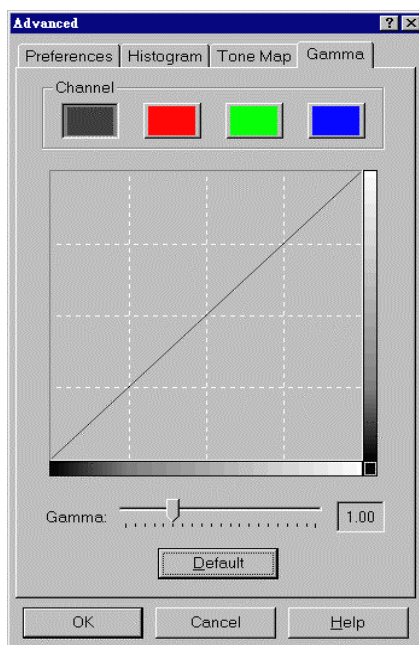 Advanced
Preferences Histogram Tone Map Gamma
Channel
Gamma: 1.00
Default
OK Cancel Help